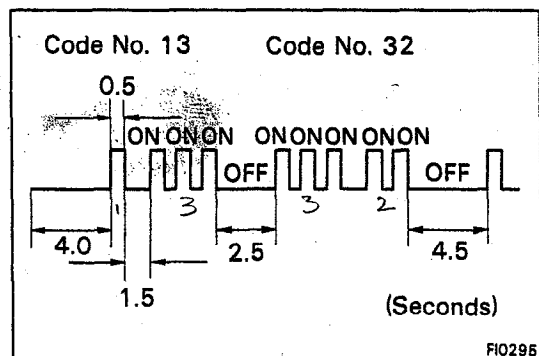 Code No. 13 Code No. 32
0.5
ON ON ON ON ON ON ON ON
OFF OFF
1 3 3 2
4.0 2.5 4.5
1.5
(Seconds)
FI0295